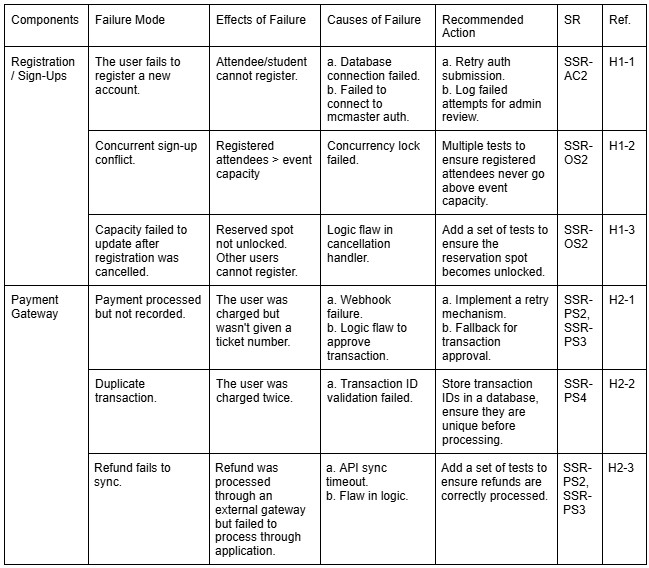 Components
Failure Mode
Effects of Failure
Causes of Failure
Recommended
Action
SR
Ref.
Registration
/ Sign-Ups
The user fails to
register a new
account.
Attendee/student
cannot register.
a. Database
connection failed.
b. Failed to
connect to
mcmaster auth.
a. Retry auth
submission.
b. Log failed
attempts for admin
review.
SSR-
AC2
H1-1
Concurrent sign-up
conflict.
Registered
attendees > event
capacity
Concurrency lock
failed.
Multiple tests to
ensure registered
attendees never go
above event
capacity.
SSR-
OS2
H1-2
Capacity failed to
update after
registration was
cancelled.
Reserved spot
not unlocked.
Other users
cannot register.
Logic flaw in
cancellation
handler.
Add a set of tests to
ensure the
reservation spot
becomes unlocked.
SSR-
OS2
H1-3
Payment
Gateway
Payment processed
but not recorded.
The user was
charged but
wasn't given a
ticket number.
a. Webhook
failure.
b. Logic flaw to
approve
transaction.
a. Implement a retry
mechanism.
b. Fallback for
transaction
approval.
SSR-
PS2,
SSR-
PS3
H2-1
Duplicate
transaction.
The user was
charged twice.
a. Transaction ID
validation failed.
Store transaction
IDs in a database,
ensure they are
unique before
processing.
SSR-
PS4
H2-2
Refund fails to
sync.
Refund was
processed
through an
external gateway
but failed to
process through
application.
a. API sync
timeout.
b. Flaw in logic.
Add a set of tests to
ensure refunds are
correctly processed.
SSR-
PS2,
SSR-
PS3
H2-3